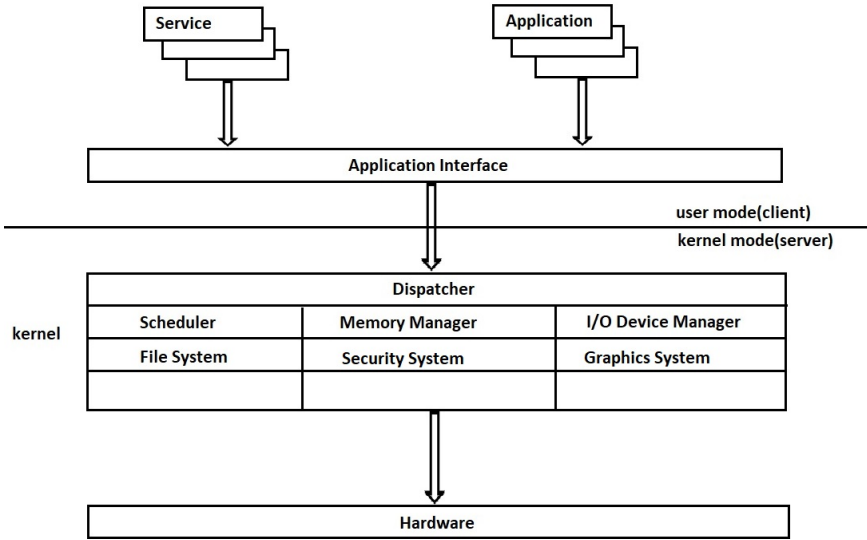 Service
Application
Application Interface
user mode(client)
kernel mode(server)
Dispatcher
kernel
Scheduler
Memory Manager
I/O Device Manager
File System
Security System
Graphics System
Hardware